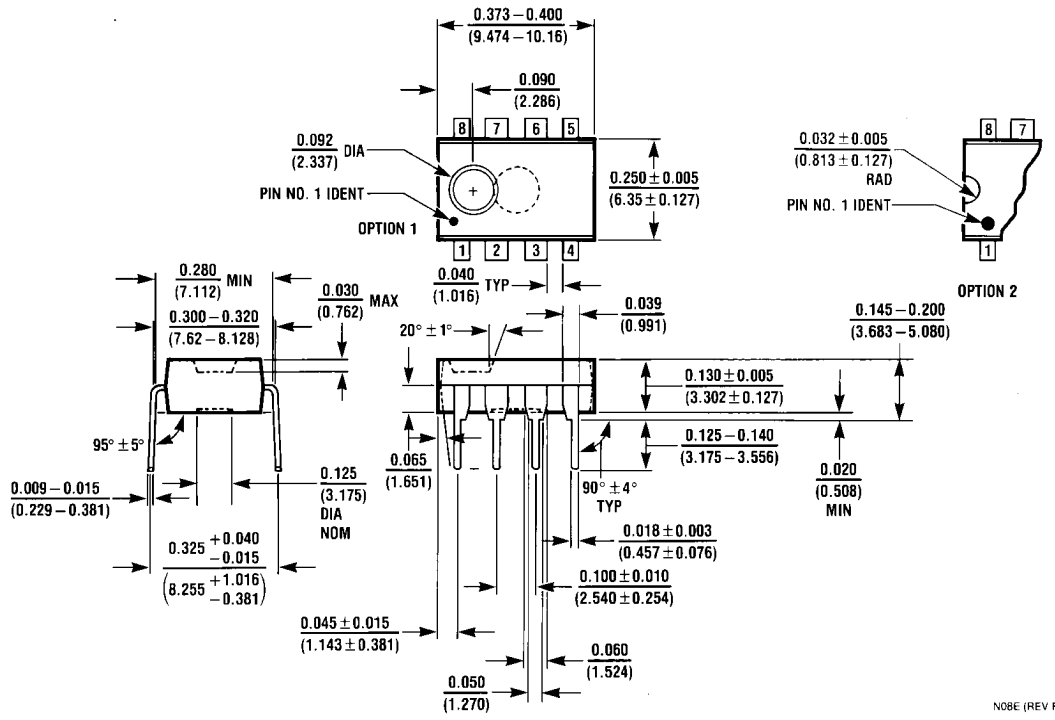 0.373 – 0.400
(9.474 – 10.16)
0.090
(2.286)
8 7 6 5
0.092
(2.337) DIA
PIN NO. 1 IDENT
OPTION 1
1 2 3 4
0.250 ± 0.005
(6.35 ± 0.127)
0.032 ± 0.005
(0.813 ± 0.127)
RAD
PIN NO. 1 IDENT
8 7
1
OPTION 2
0.280
(7.112) MIN
0.300 – 0.320
(7.62 – 8.128)
0.030
(0.762) MAX
0.040
(1.016) TYP
20° ± 1°
0.039
(0.991)
0.145 – 0.200
(3.683 – 5.080)
0.130 ± 0.005
(3.302 ± 0.127)
95° ± 5°
0.065
(1.651)
0.125 – 0.140
(3.175 – 3.556)
0.020
(0.508)
MIN
90° ± 4°
TYP
0.009 – 0.015
(0.229 – 0.381)
0.125
(3.175)
DIA
NOM
0.018 ± 0.003
(0.457 ± 0.076)
0.325 +0.040
-0.015
(8.255 +1.016
-0.381)
0.100 ± 0.010
(2.540 ± 0.254)
0.045 ± 0.015
(1.143 ± 0.381)
0.060
(1.524)
0.050
(1.270)
N08E (REV F